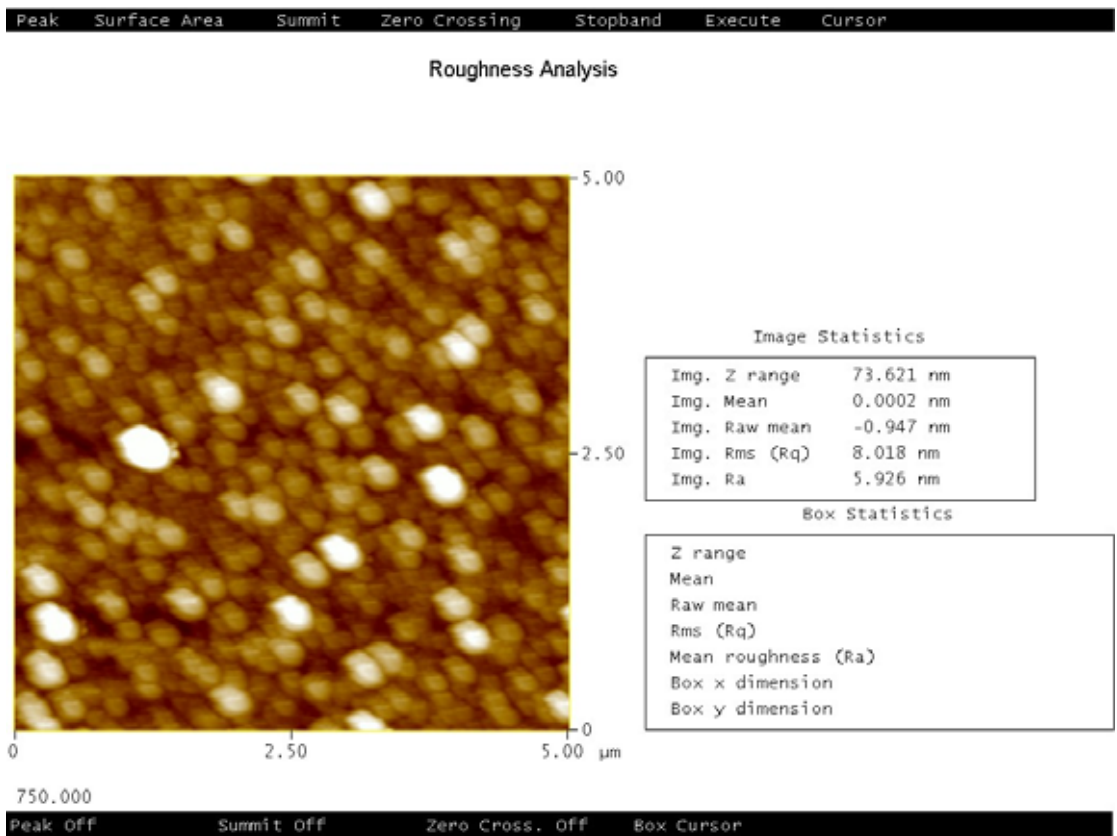 Peak Surface Area Summit Zero Crossing Stopband Execute Cursor
Roughness Analysis
5.00
2.50
0
0 2.50 5.00 µm
Image Statistics
Img. Z range 73.621 nm
Img. Mean 0.0002 nm
Img. Raw mean -0.947 nm
Img. Rms (Rq) 8.018 nm
Img. Ra 5.926 nm
Box Statistics
Z range
Mean
Raw mean
Rms (Rq)
Mean roughness (Ra)
Box x dimension
Box y dimension
750.000
Peak Off Summit Off Zero Cross. Off Box Cursor